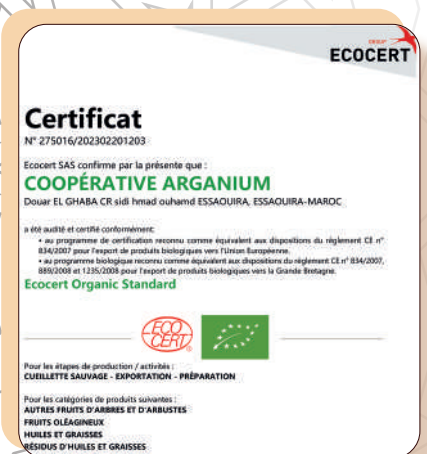 GROUP
ECOCERT
Certificat
N° 275016/202302201203
Ecocert SAS confirme par la présente que :
COOPÉRATIVE ARGANIUM
Douar EL GHABA CR sidi hmad ouhamd ESSAOUIRA, ESSAOUIRA-MAROC
a été audité et certifié conformément:
• au programme de certification reconnu comme équivalent aux dispositions du réglement CE n°
834/2007 pour l'export de produits biologiques vers l'Union Européenne.
• au programme biologique reconnu comme équivalent aux dispositions du réglement CE n° 834/2007,
889/2008 et 1235/2008 pour l'export de produits biologiques vers la Grande Bretagne.
Ecocert Organic Standard
ECO
CERT
Pour les étapes de production / activités :
CUEILLETTE SAUVAGE - EXPORTATION - PRÉPARATION
Pour les catégories de produits suivantes :
AUTRES FRUITS D'ARBRES ET D'ARBUSTES
FRUITS OLÉAGINEUX
HUILES ET GRAISSES
RÉSIDUS D'HUILES ET GRAISSES